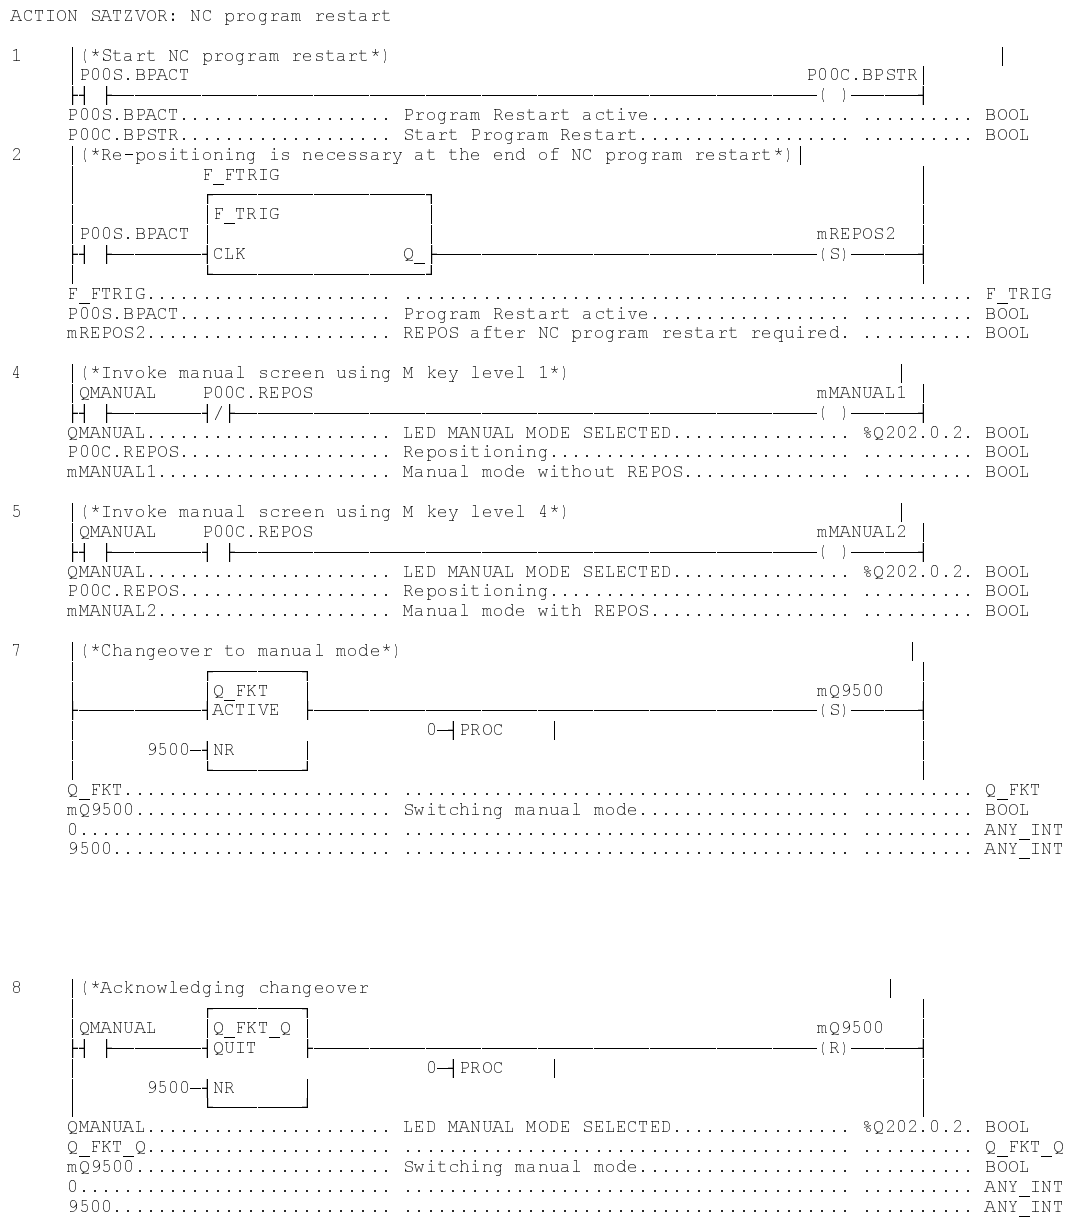 ACTION SATZVOR: NC program restart
1 (*Start NC program restart*)
P00S.BPACT P00C.BPSTR
( )
P00S.BPACT................... Program Restart active.................. .......... BOOL
P00C.BPSTR................... Start Program Restart................... .......... BOOL
2 (*Re-positioning is necessary at the end of NC program restart*)
F_FTRIG
F_TRIG
P00S.BPACT mREPOS2
CLK Q_ (S)
F_FTRIG...................... ........................................ .......... F_TRIG
P00S.BPACT................... Program Restart active.................. .......... BOOL
mREPOS2...................... REPOS after NC program restart required. .......... BOOL
4 (*Invoke manual screen using M key level 1*)
QMANUAL P00C.REPOS mMANUAL1
/ ( )
QMANUAL...................... LED MANUAL MODE SELECTED................ %Q202.0.2. BOOL
P00C.REPOS................... Repositioning........................... .......... BOOL
mMANUAL1..................... Manual mode without REPOS............... .......... BOOL
5 (*Invoke manual screen using M key level 4*)
QMANUAL P00C.REPOS mMANUAL2
( )
QMANUAL...................... LED MANUAL MODE SELECTED................ %Q202.0.2. BOOL
P00C.REPOS................... Repositioning........................... .......... BOOL
mMANUAL2..................... Manual mode with REPOS.................. .......... BOOL
7 (*Changeover to manual mode*)
Q_FKT mQ9500
ACTIVE (S)
0 PROC
9500 NR
Q_FKT........................ ........................................ .......... Q_FKT
mQ9500....................... Switching manual mode................... .......... BOOL
0............................ ........................................ .......... ANY_INT
9500......................... ........................................ .......... ANY_INT
8 (*Acknowledging changeover
QMANUAL Q_FKT_Q mQ9500
QUIT (R)
0 PROC
9500 NR
QMANUAL...................... LED MANUAL MODE SELECTED................ %Q202.0.2. BOOL
Q_FKT_Q...................... ........................................ .......... Q_FKT_Q
mQ9500....................... Switching manual mode................... .......... BOOL
0............................ ........................................ .......... ANY_INT
9500......................... ........................................ .......... ANY_INT